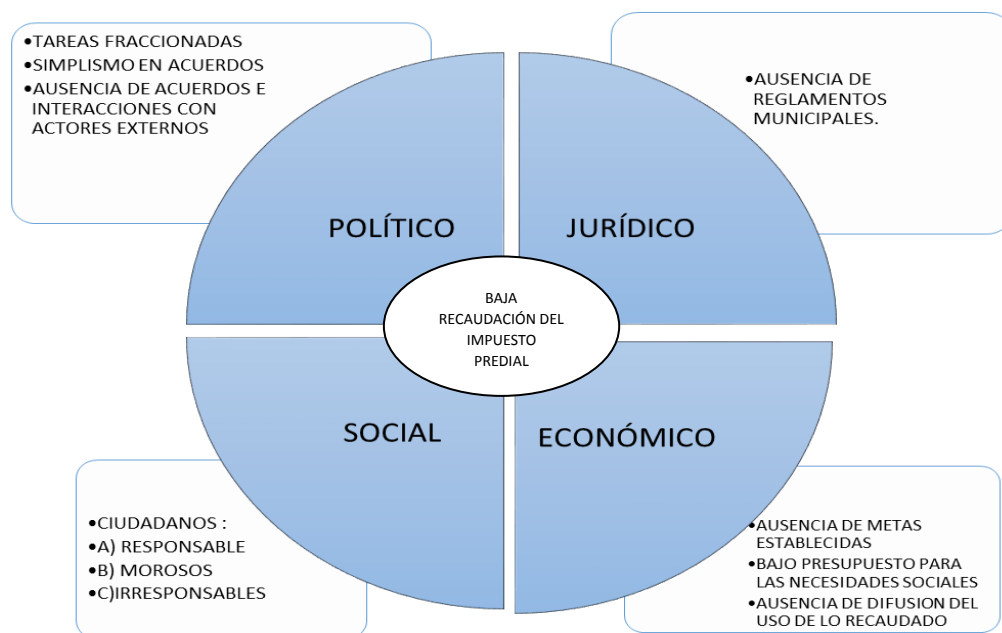 •TAREAS FRACCIONADAS
•SIMPLISMO EN ACUERDOS
•AUSENCIA DE ACUERDOS E
INTERACCIONES CON
ACTORES EXTERNOS
•AUSENCIA DE
REGLAMENTOS
MUNICIPALES.
POLÍTICO
JURÍDICO
BAJA
RECAUDACIÓN DEL
IMPUESTO
PREDIAL
SOCIAL
ECONÓMICO
•CIUDADANOS :
•A) RESPONSABLE
•B) MOROSOS
•C)IRRESPONSABLES
•AUSENCIA DE METAS
ESTABLECIDAS
•BAJO PRESUPUESTO PARA
LAS NECESIDADES SOCIALES
•AUSENCIA DE DIFUSION DEL
USO DE LO RECAUDADO